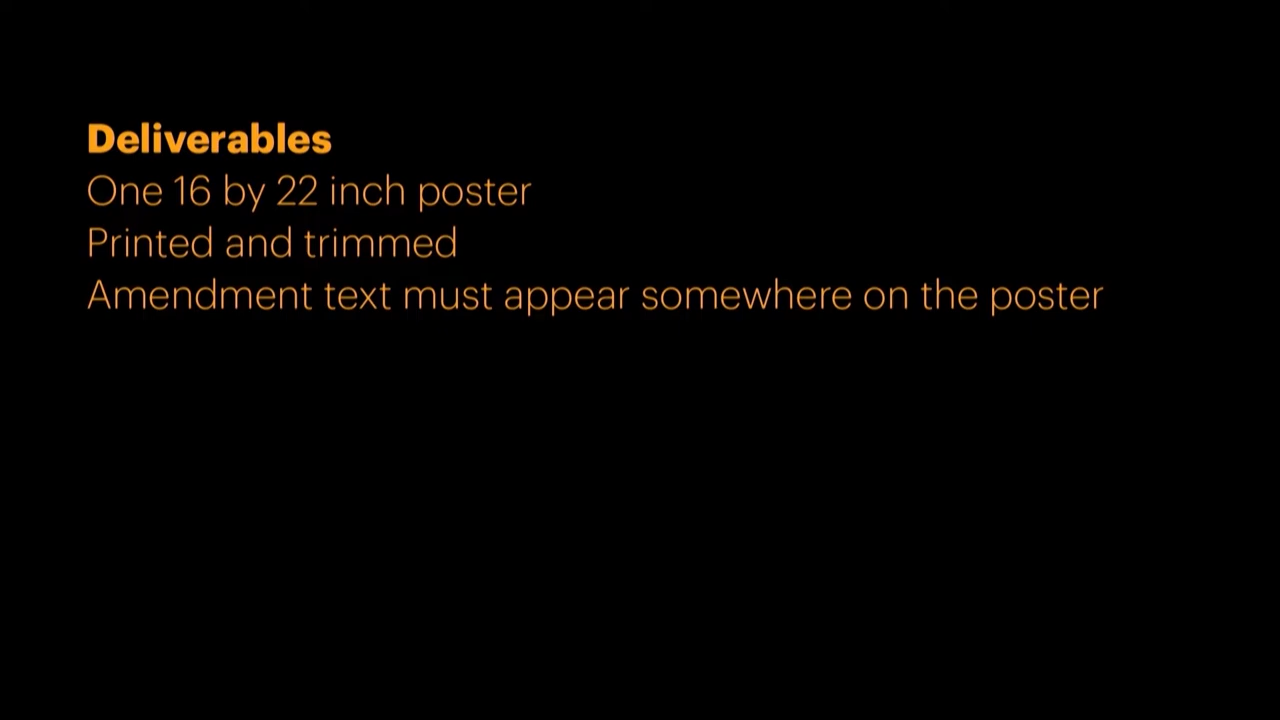 Deliverables
One 16 by 22 inch poster
Printed and trimmed
Amendment text must appear somewhere on the poster